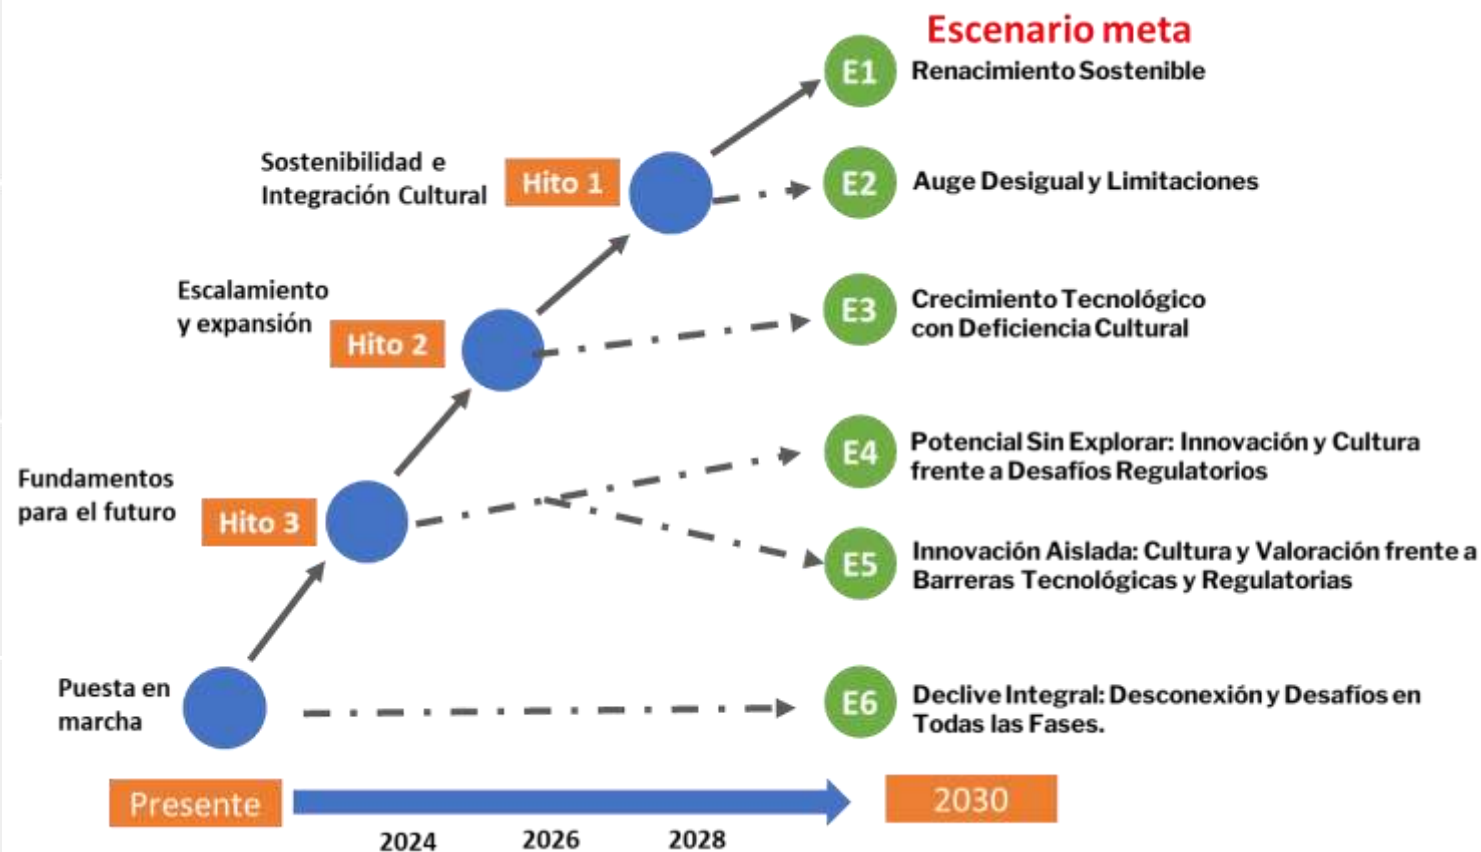 Escenario meta
E1
Renacimiento Sostenible
Sostenibilidad e
Integración Cultural
Hito 1
E2
Auge Desigual y Limitaciones
Escalamiento
y expansión
Hito 2
E3
Crecimiento Tecnológico
con Deficiencia Cultural
Fundamentos
para el futuro
Hito 3
E4
Potencial Sin Explorar: Innovación y Cultura
frente a Desafíos Regulatorios
E5
Innovación Aislada: Cultura y Valoración frente a
Barreras Tecnológicas y Regulatorias
Puesta en
marcha
E6
Declive Integral: Desconexión y Desafíos en
Todas las Fases.
Presente
2030
2024
2026
2028